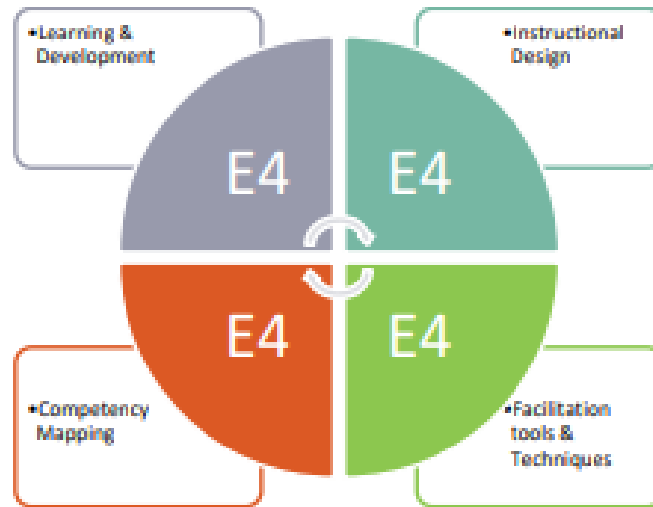 •Learning &
Development
•Instructional
Design
E4
E4
E4
E4
•Competency
Mapping
•Facilitation
tools &
Techniques